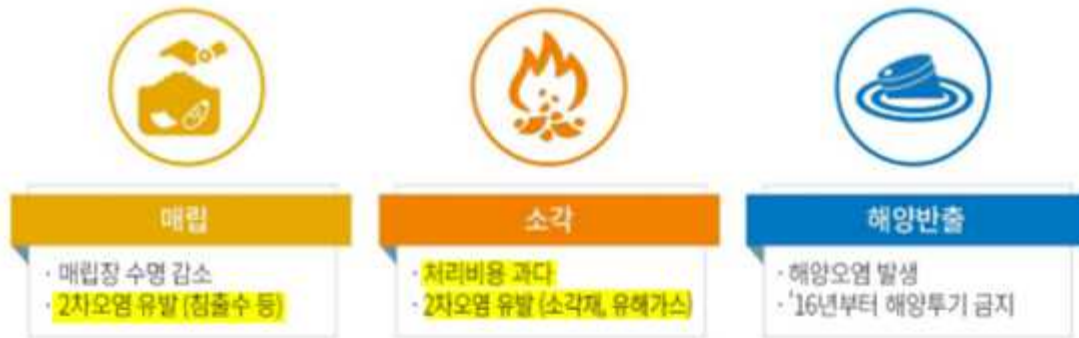 매립
· 매립장 수명 감소
· 2차오염 유발 (침출수 등)
소각
· 처리비용 과다
· 2차오염 유발 (소각재, 유해가스)
해양반출
· 해양오염 발생
· '16년부터 해양투기 금지